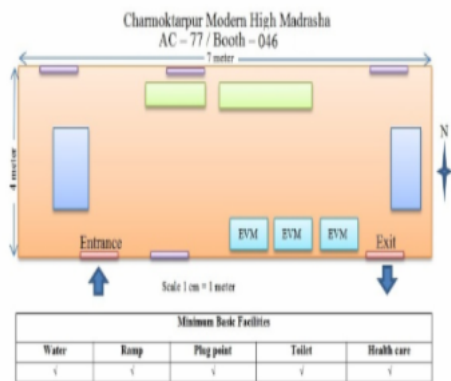 Charmoktarpur Modern High Madrasha
AC – 77 / Booth – 046
7 meter
4 meter
N
EVM EVM EVM
Entrance Exit
Scale 1 cm = 1 meter
Minimum Basic Facilities
Water Ramp Plug point Toilet Health care
√ √ √ √ √